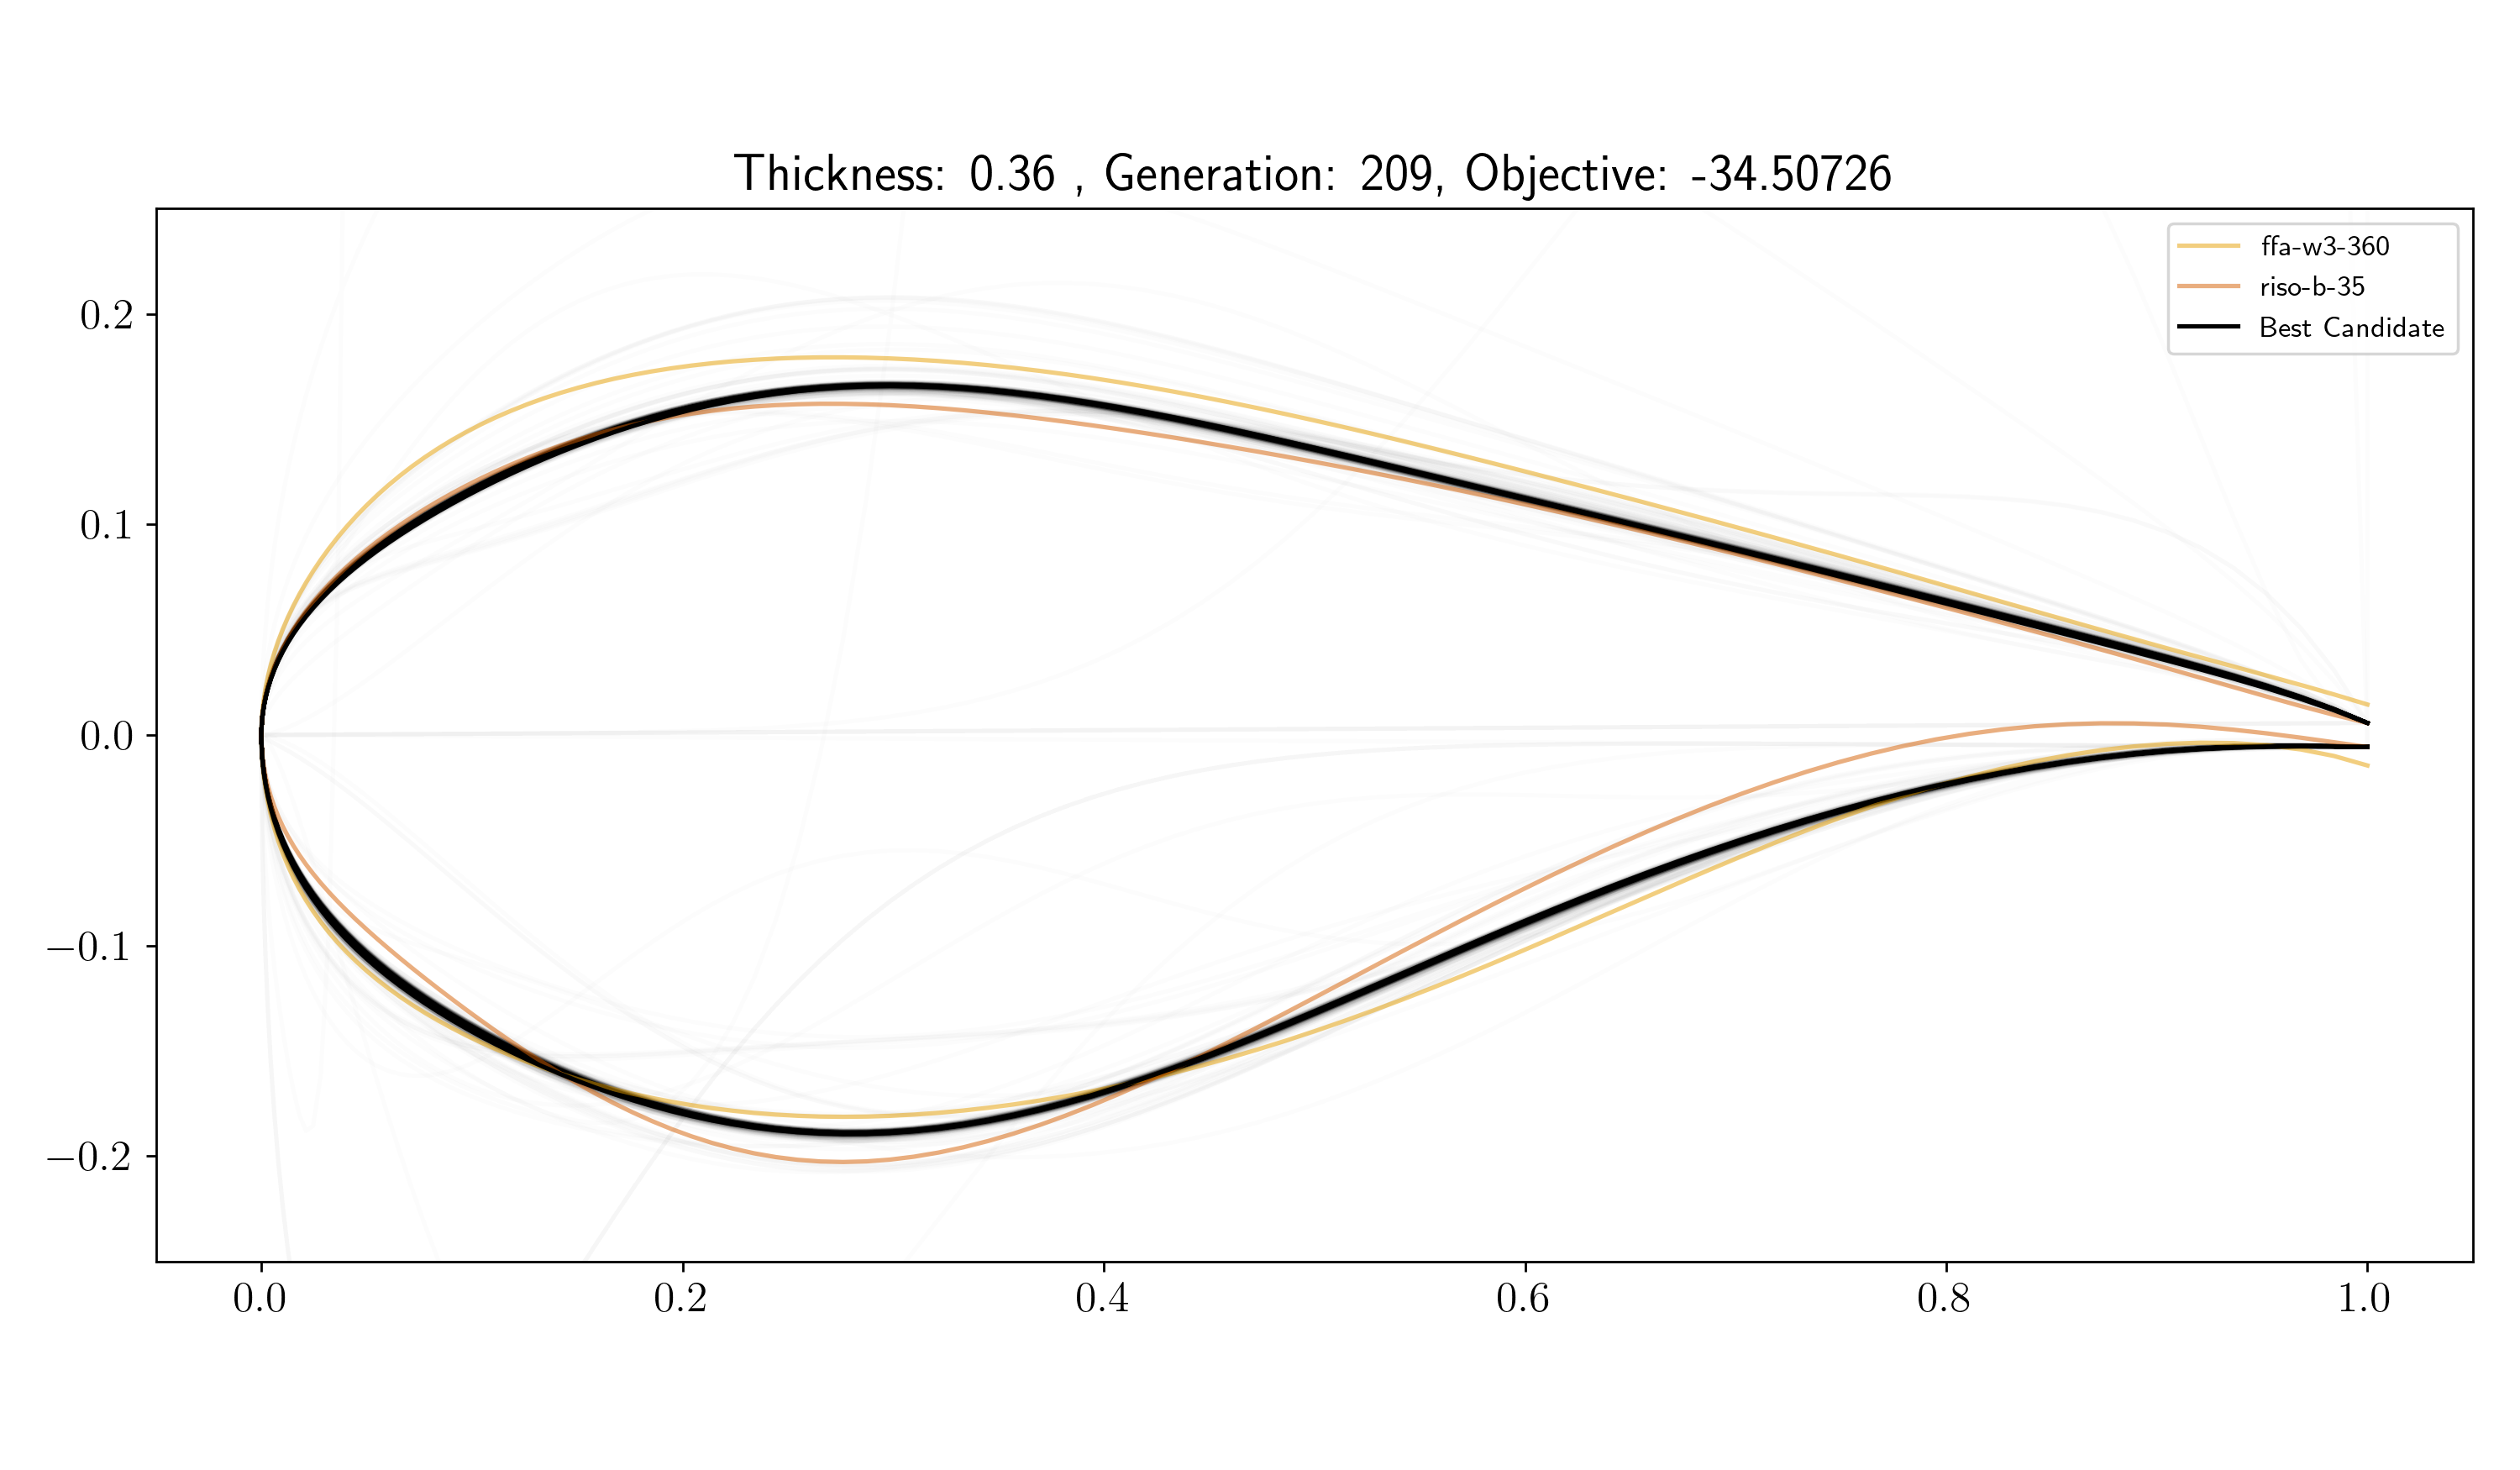 Thickness: 0.36 , Generation: 209, Objective: -34.50726
ffa-w3-360
riso-b-35
Best Candidate
0.2
0.1
0.0
−0.1
−0.2
0.0 0.2 0.4 0.6 0.8 1.0